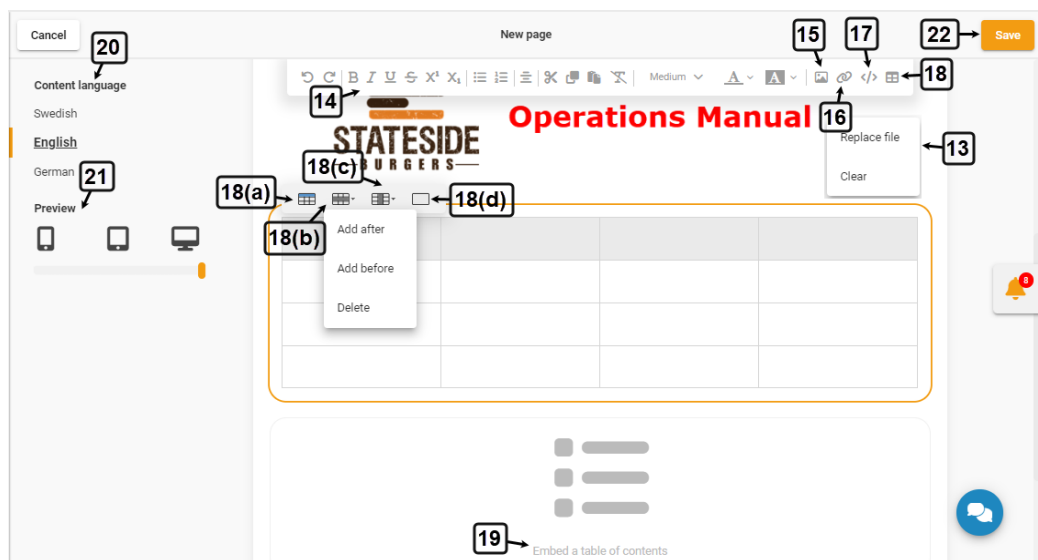 Cancel
New page
15
17
22
Save
20
Content language
B I U S X² X₁
Medium
A
A
</>
18
14
Swedish
Operations Manual
16
English
STATESIDE
BURGERS
Replace file
13
German
21
18(c)
Clear
18(a)
18(d)
Preview
18(b)
Add after
Add before
8
Delete
19
Embed a table of contents